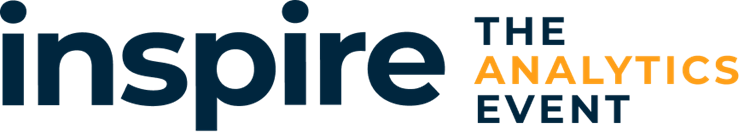 inspire
THE
ANALYTICS
EVENT